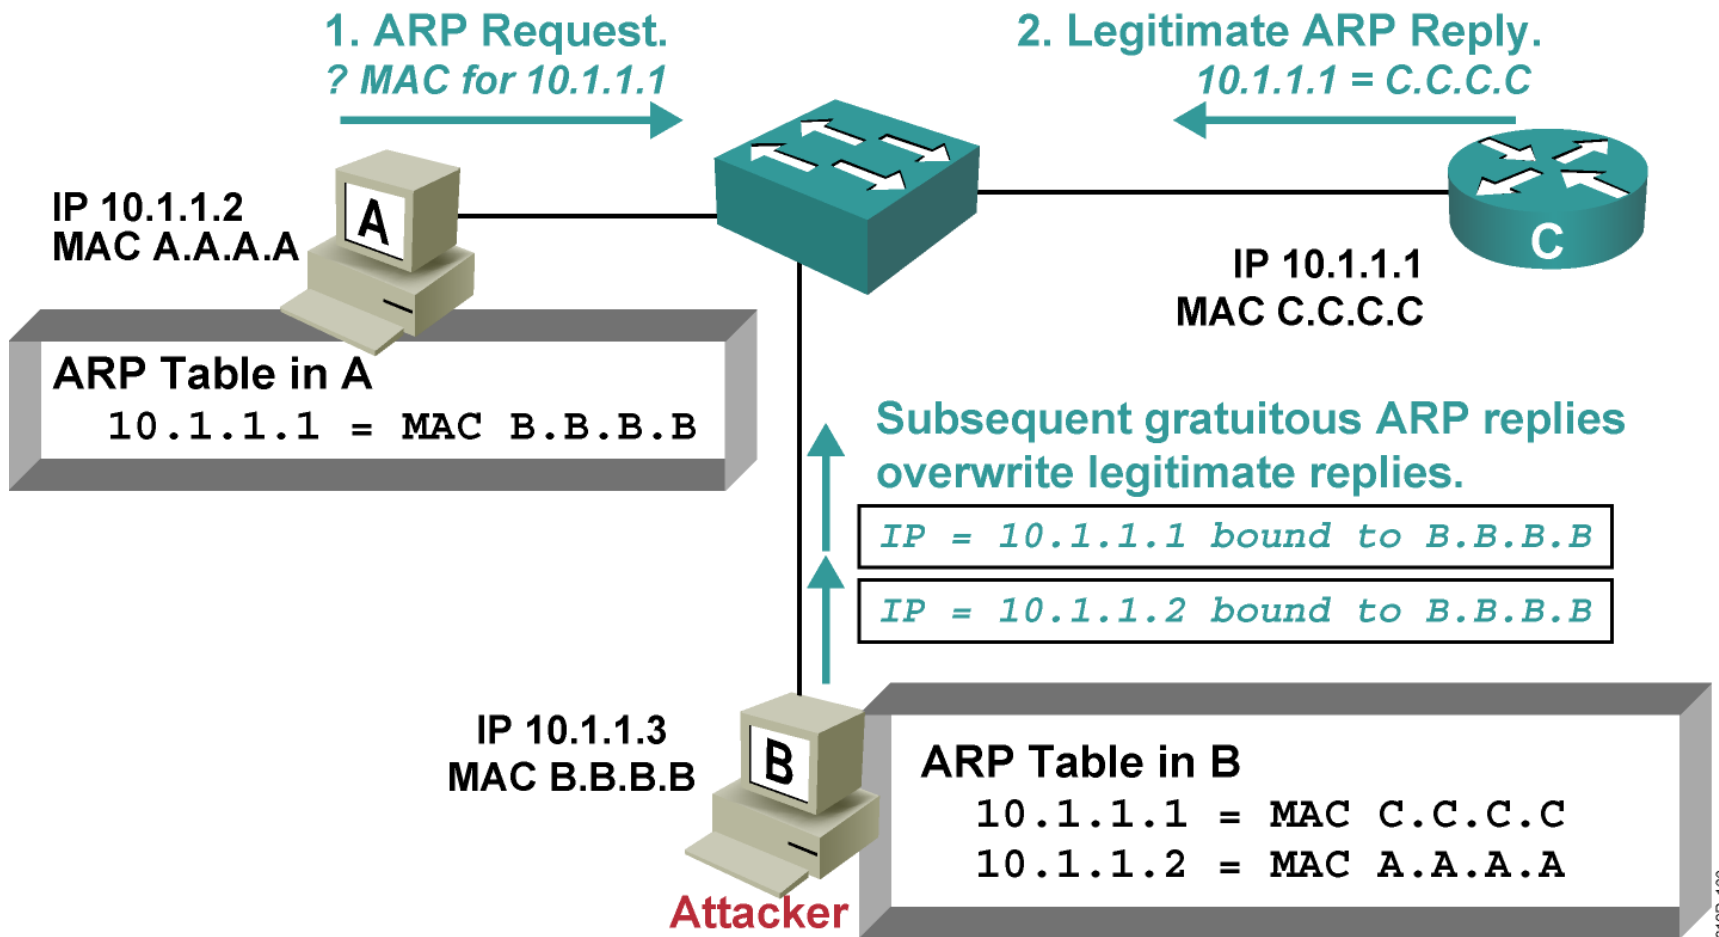 1. ARP Request.
? MAC for 10.1.1.1
2. Legitimate ARP Reply.
10.1.1.1 = C.C.C.C
IP 10.1.1.2
MAC A.A.A.A
A
C
IP 10.1.1.1
MAC C.C.C.C
ARP Table in A
10.1.1.1 = MAC B.B.B.B
Subsequent gratuitous ARP replies
overwrite legitimate replies.
IP = 10.1.1.1 bound to B.B.B.B
IP = 10.1.1.2 bound to B.B.B.B
IP 10.1.1.3
MAC B.B.B.B
B
Attacker
ARP Table in B
10.1.1.1 = MAC C.C.C.C
10.1.1.2 = MAC A.A.A.A